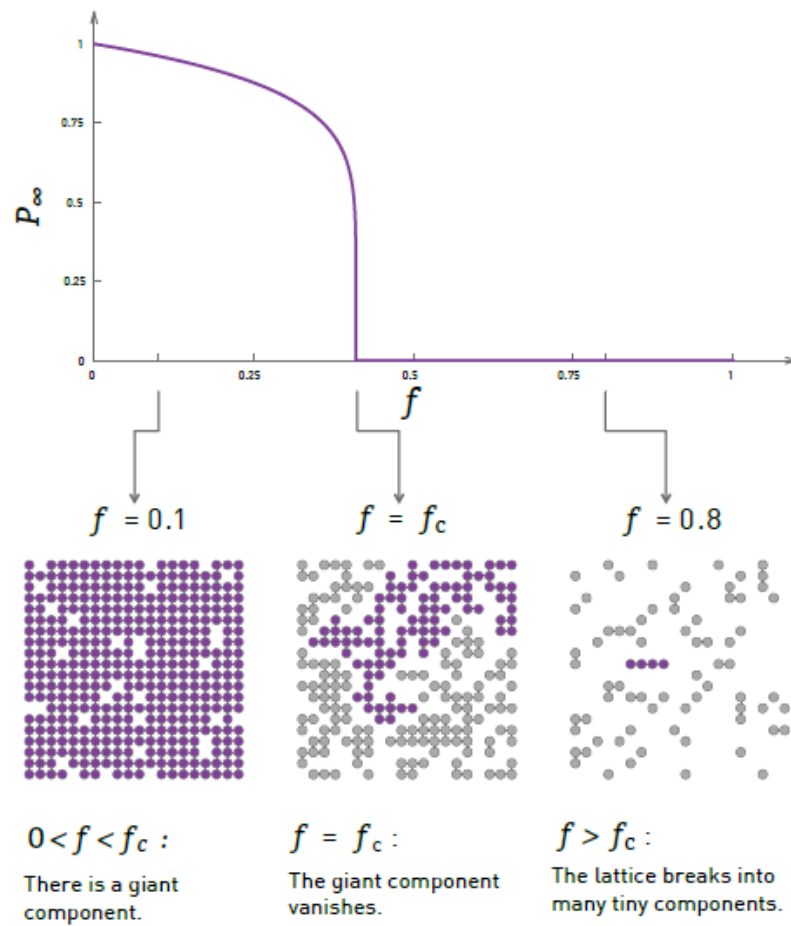 1
0.75
0.5
0.25
0
P∞
0 0.25 0.5 0.75 1
f
f = 0.1 f = fc f = 0.8
0 < f < fc : f = fc : f > fc :
There is a giant
component.
The giant component
vanishes.
The lattice breaks into
many tiny components.